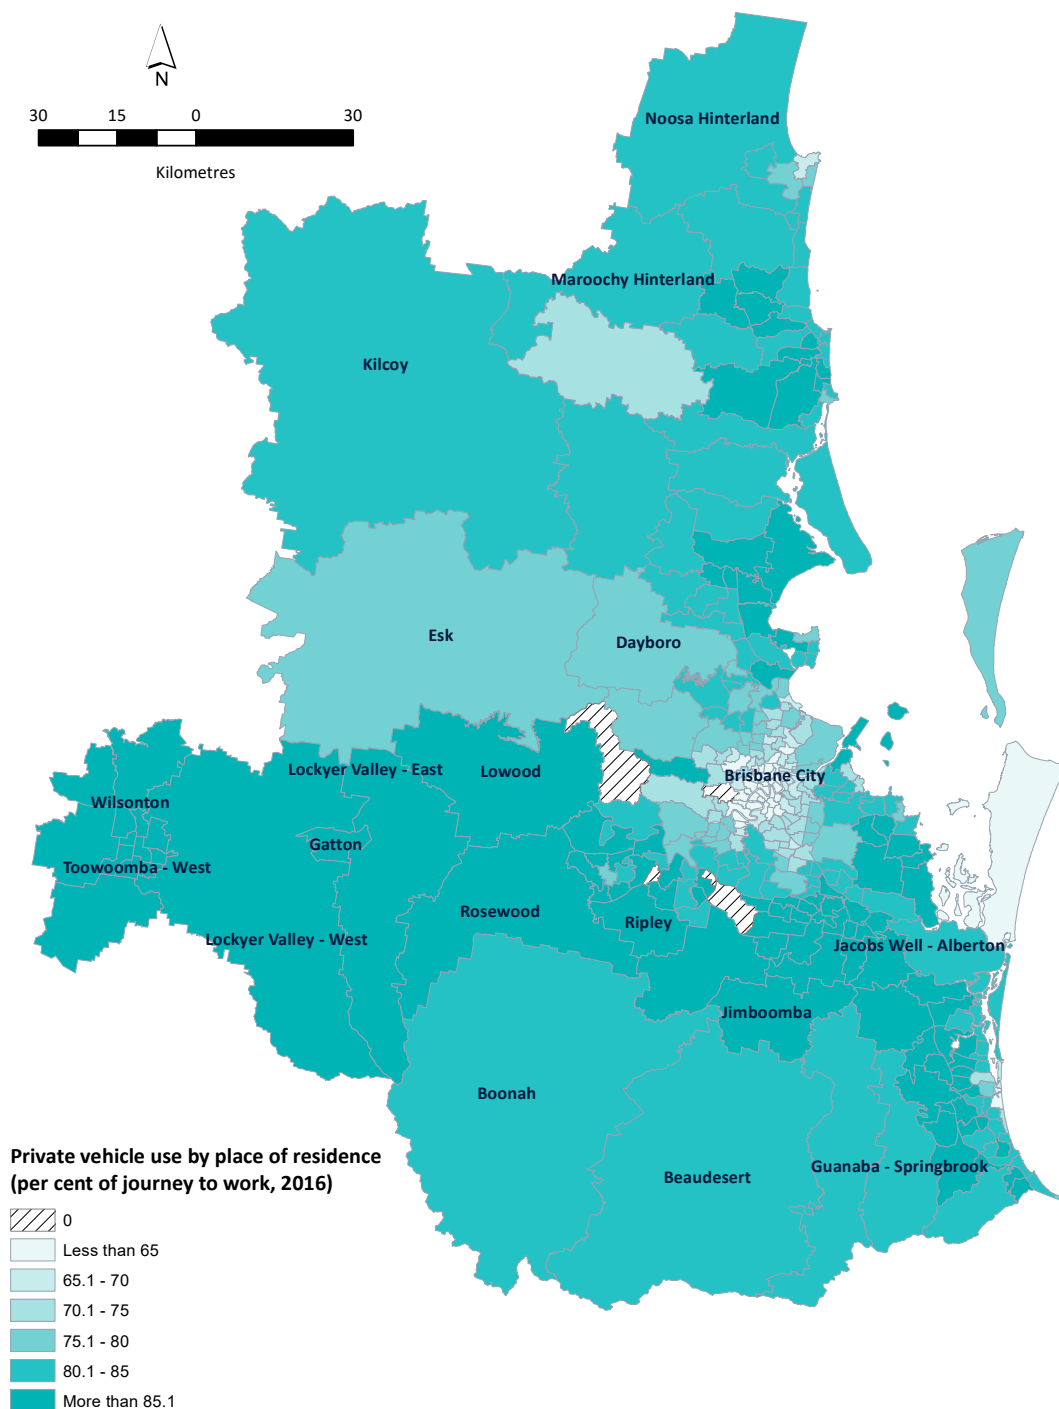 N
30 15 0 30
Kilometres
Noosa Hinterland
Maroochy Hinterland
Kilcoy
Esk
Dayboro
Lockyer Valley - East
Lowood
Brisbane City
Wilsonton
Gatton
Toowoomba - West
Rosewood
Ripley
Lockyer Valley - West
Jacobs Well - Alberton
Jimboomba
Boonah
Guanaba - Springbrook
Beaudesert
Private vehicle use by place of residence
(per cent of journey to work, 2016)
0
Less than 65
65.1 - 70
70.1 - 75
75.1 - 80
80.1 - 85
More than 85.1